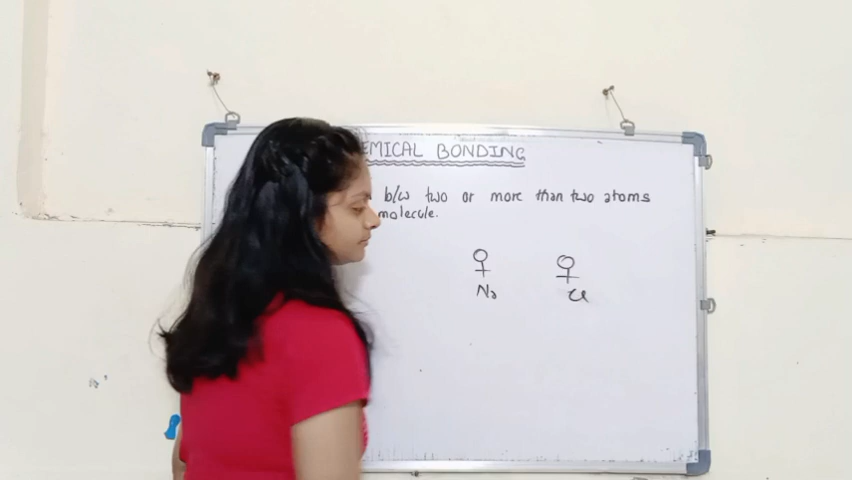 EMICAL BONDING
b/w two or more than two atoms
molecule.
Na Cl